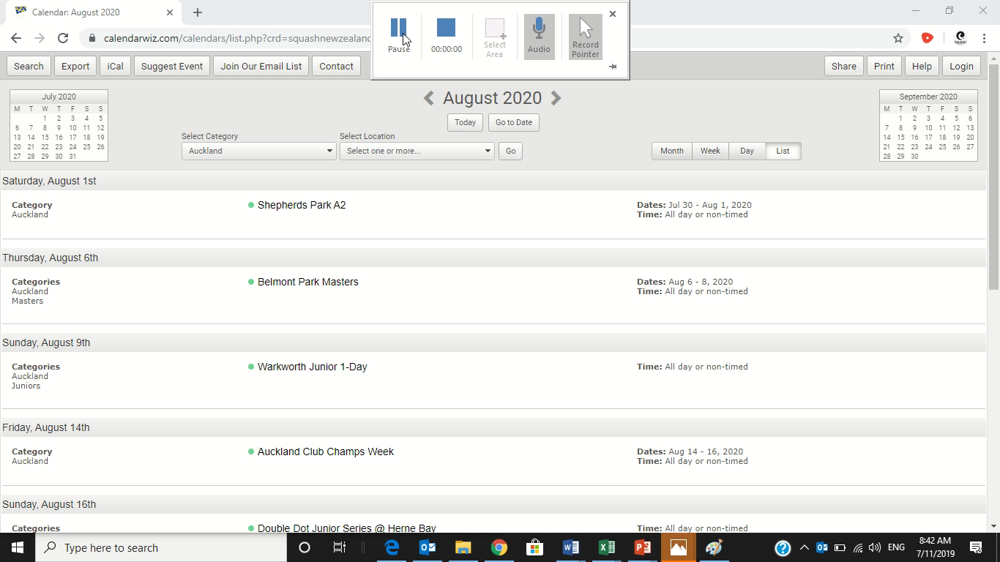 Calendar: August 2020
calendarwiz.com/calendars/list.php?crd=squashnewzealand
Pause
00:00:00
Select
Area
Audio
Record
Pointer
Search
Export
iCal
Suggest Event
Join Our Email List
Contact
Share
Print
Help
Login
July 2020
M T W T F S S
1 2 3 4 5
6 7 8 9 10 11 12
13 14 15 16 17 18 19
20 21 22 23 24 25 26
27 28 29 30 31
August 2020
Today
Go to Date
Select Category
Auckland
Select Location
Select one or more...
Go
Month
Week
Day
List
September 2020
M T W T F S S
1 2 3 4 5 6
7 8 9 10 11 12 13
14 15 16 17 18 19 20
21 22 23 24 25 26 27
28 29 30
Saturday, August 1st
Category
Auckland
Shepherds Park A2
Dates: Jul 30 - Aug 1, 2020
Time: All day or non-timed
Thursday, August 6th
Categories
Auckland
Masters
Belmont Park Masters
Dates: Aug 6 - 8, 2020
Time: All day or non-timed
Sunday, August 9th
Categories
Auckland
Juniors
Warkworth Junior 1-Day
Time: All day or non-timed
Friday, August 14th
Category
Auckland
Auckland Club Champs Week
Dates: Aug 14 - 16, 2020
Time: All day or non-timed
Sunday, August 16th
Categories
Double Dot Junior Series @ Herne Bay
Time: All day or non-timed
Type here to search
ENG
8:42 AM
7/11/2019